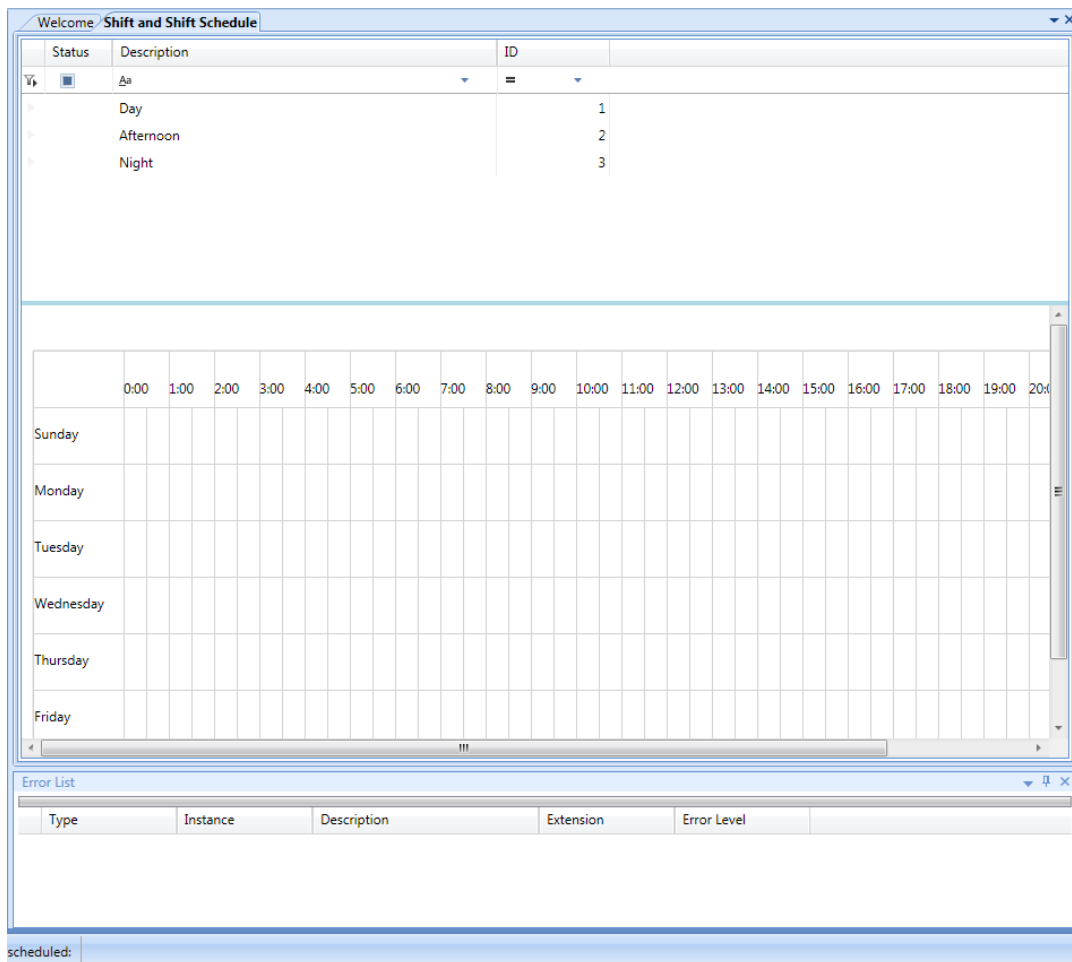 Welcome Shift and Shift Schedule
Status Description ID
Aa =
Day 1
Afternoon 2
Night 3
0:00 1:00 2:00 3:00 4:00 5:00 6:00 7:00 8:00 9:00 10:00 11:00 12:00 13:00 14:00 15:00 16:00 17:00 18:00 19:00
Sunday
Monday
Tuesday
Wednesday
Thursday
Friday
Error List
Type Instance Description Extension Error Level
scheduled: